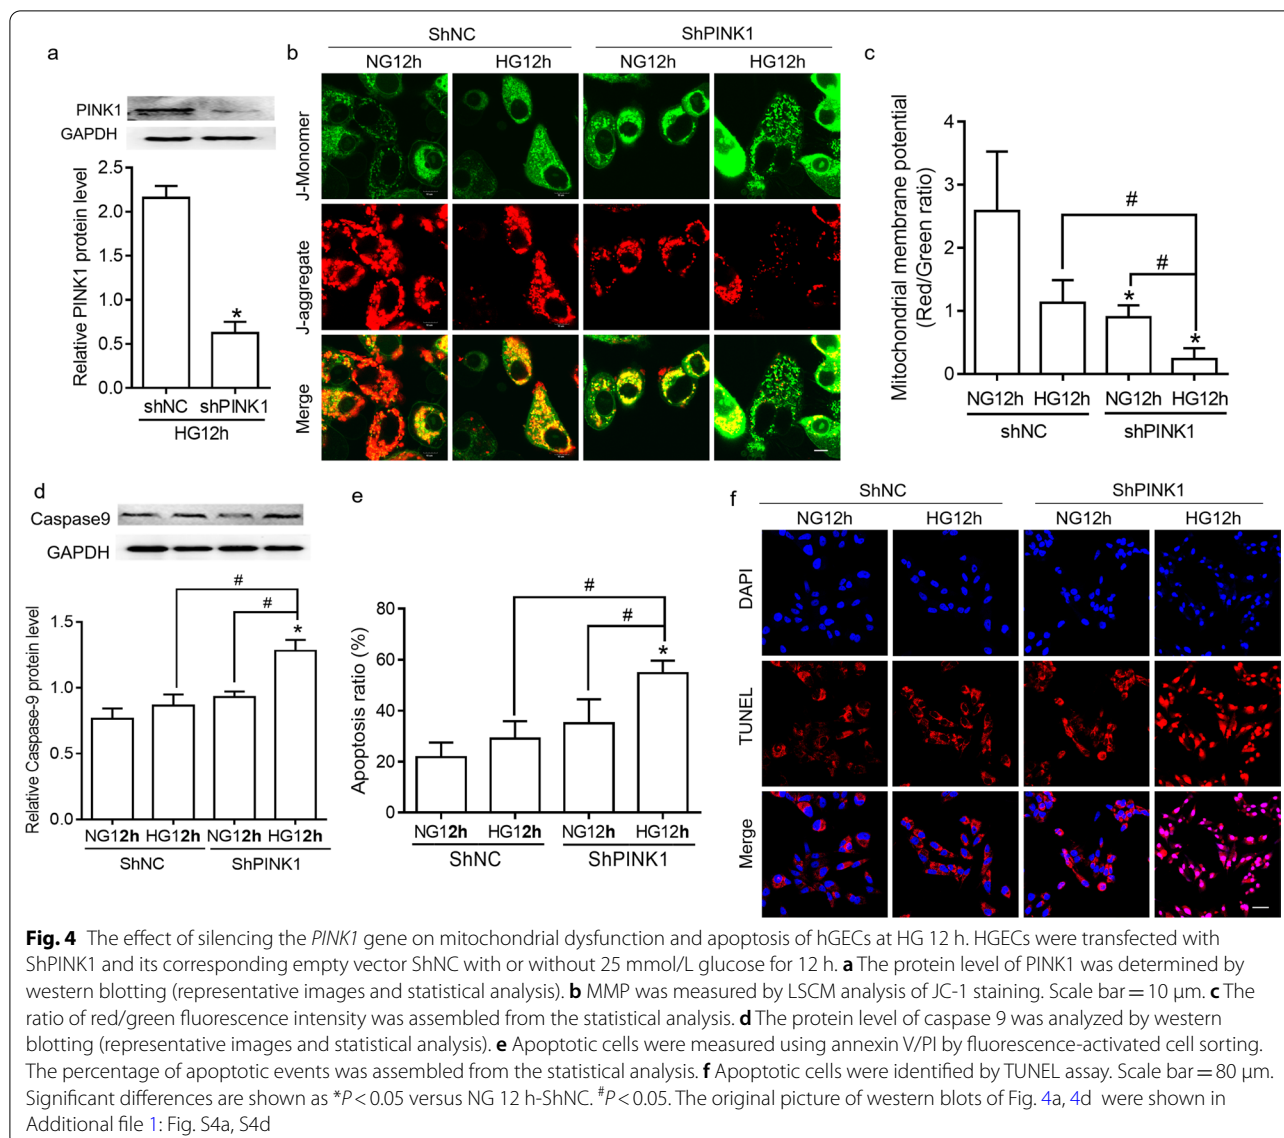 a
PINK1
GAPDH
Relative PINK1 protein level
2.5
2.0
1.5
1.0
0.5
0.0
*
shNC shPINK1
HG12h
b
ShNC ShPINK1
NG12h HG12h NG12h HG12h
J-Monomer
J-aggregate
Merge
c
Mitochondrial membrane potential
(Red/Green ratio)
4
3
2
1
0
#
#
*
*
NG12h HG12h NG12h HG12h
shNC shPINK1
d
Caspase9
GAPDH
Relative Caspase-9 protein level
1.5
1.0
0.5
0.0
#
#
*
NG12h HG12h NG12h HG12h
ShNC ShPINK1
e
Apoptosis ratio (%)
80
60
40
20
0
#
#
*
NG12h HG12h NG12h HG12h
ShNC ShPINK1
f
ShNC ShPINK1
NG12h HG12h NG12h HG12h
DAPI
TUNEL
Merge
Fig. 4 The effect of silencing the PINK1 gene on mitochondrial dysfunction and apoptosis of hGECs at HG 12 h. HGECs were transfected with
ShPINK1 and its corresponding empty vector ShNC with or without 25 mmol/L glucose for 12 h. a The protein level of PINK1 was determined by
western blotting (representative images and statistical analysis). b MMP was measured by LSCM analysis of JC-1 staining. Scale bar = 10 μm. c The
ratio of red/green fluorescence intensity was assembled from the statistical analysis. d The protein level of caspase 9 was analyzed by western
blotting (representative images and statistical analysis). e Apoptotic cells were measured using annexin V/PI by fluorescence-activated cell sorting.
The percentage of apoptotic events was assembled from the statistical analysis. f Apoptotic cells were identified by TUNEL assay. Scale bar = 80 μm.
Significant differences are shown as *P < 0.05 versus NG 12 h-ShNC. #P < 0.05. The original picture of western blots of Fig. 4a, 4d were shown in
Additional file 1: Fig. S4a, S4d